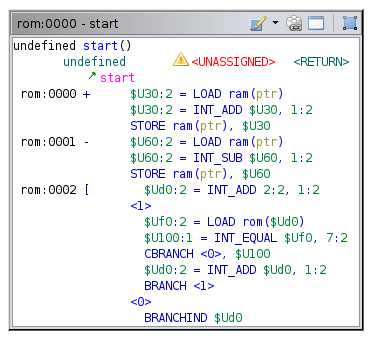 rom:0000 - start
undefined start()
undefined <UNASSIGNED> <RETURN>
start
rom:0000 + $U30:2 = LOAD ram(ptr)
$U30:2 = INT_ADD $U30, 1:2
STORE ram(ptr), $U30
rom:0001 - $U60:2 = LOAD ram(ptr)
$U60:2 = INT_SUB $U60, 1:2
STORE ram(ptr), $U60
rom:0002 [ $Ud0:2 = INT_ADD 2:2, 1:2
<1>
$Uf0:2 = LOAD rom($Ud0)
$U100:1 = INT_EQUAL $Uf0, 7:2
CBRANCH <0>, $U100
$Ud0:2 = INT_ADD $Ud0, 1:2
BRANCH <1>
<0>
BRANCHIND $Ud0